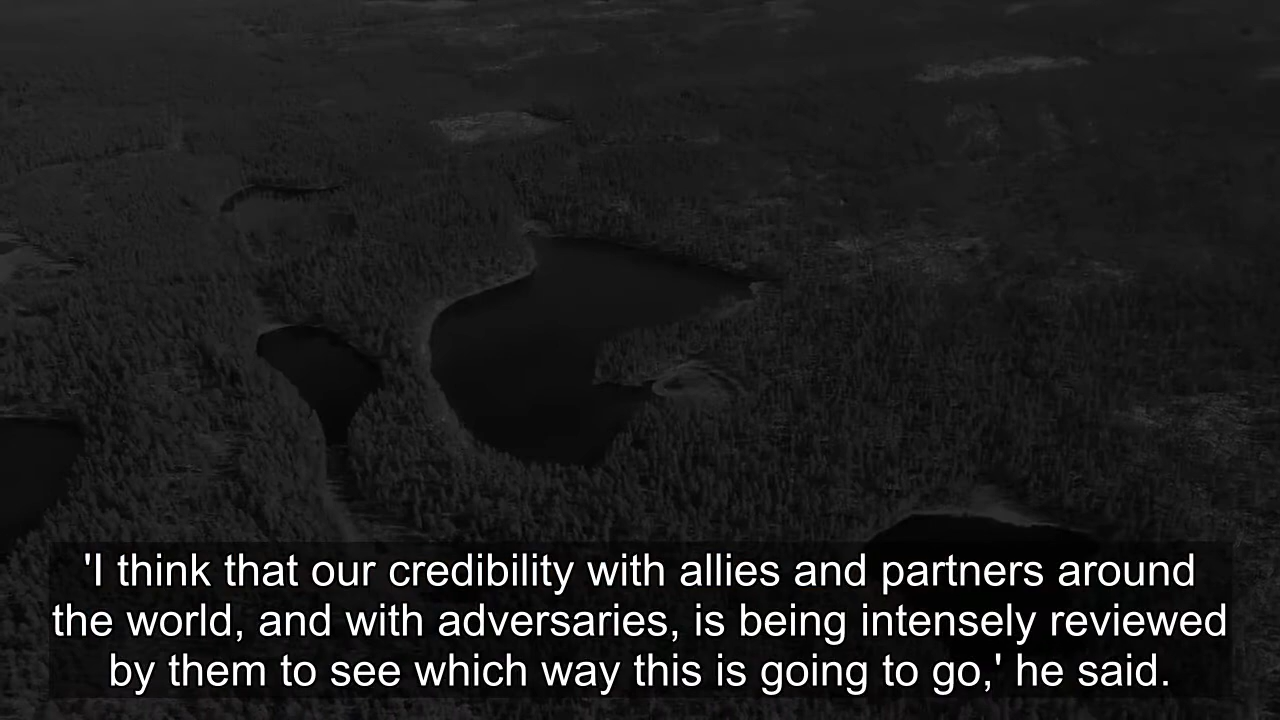 'I think that our credibility with allies and partners around
the world, and with adversaries, is being intensely reviewed
by them to see which way this is going to go,' he said.